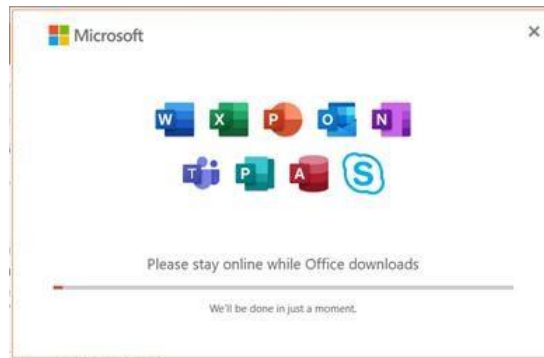 Microsoft
W X P O N
T P A S
Please stay online while Office downloads
We'll be done in just a moment.